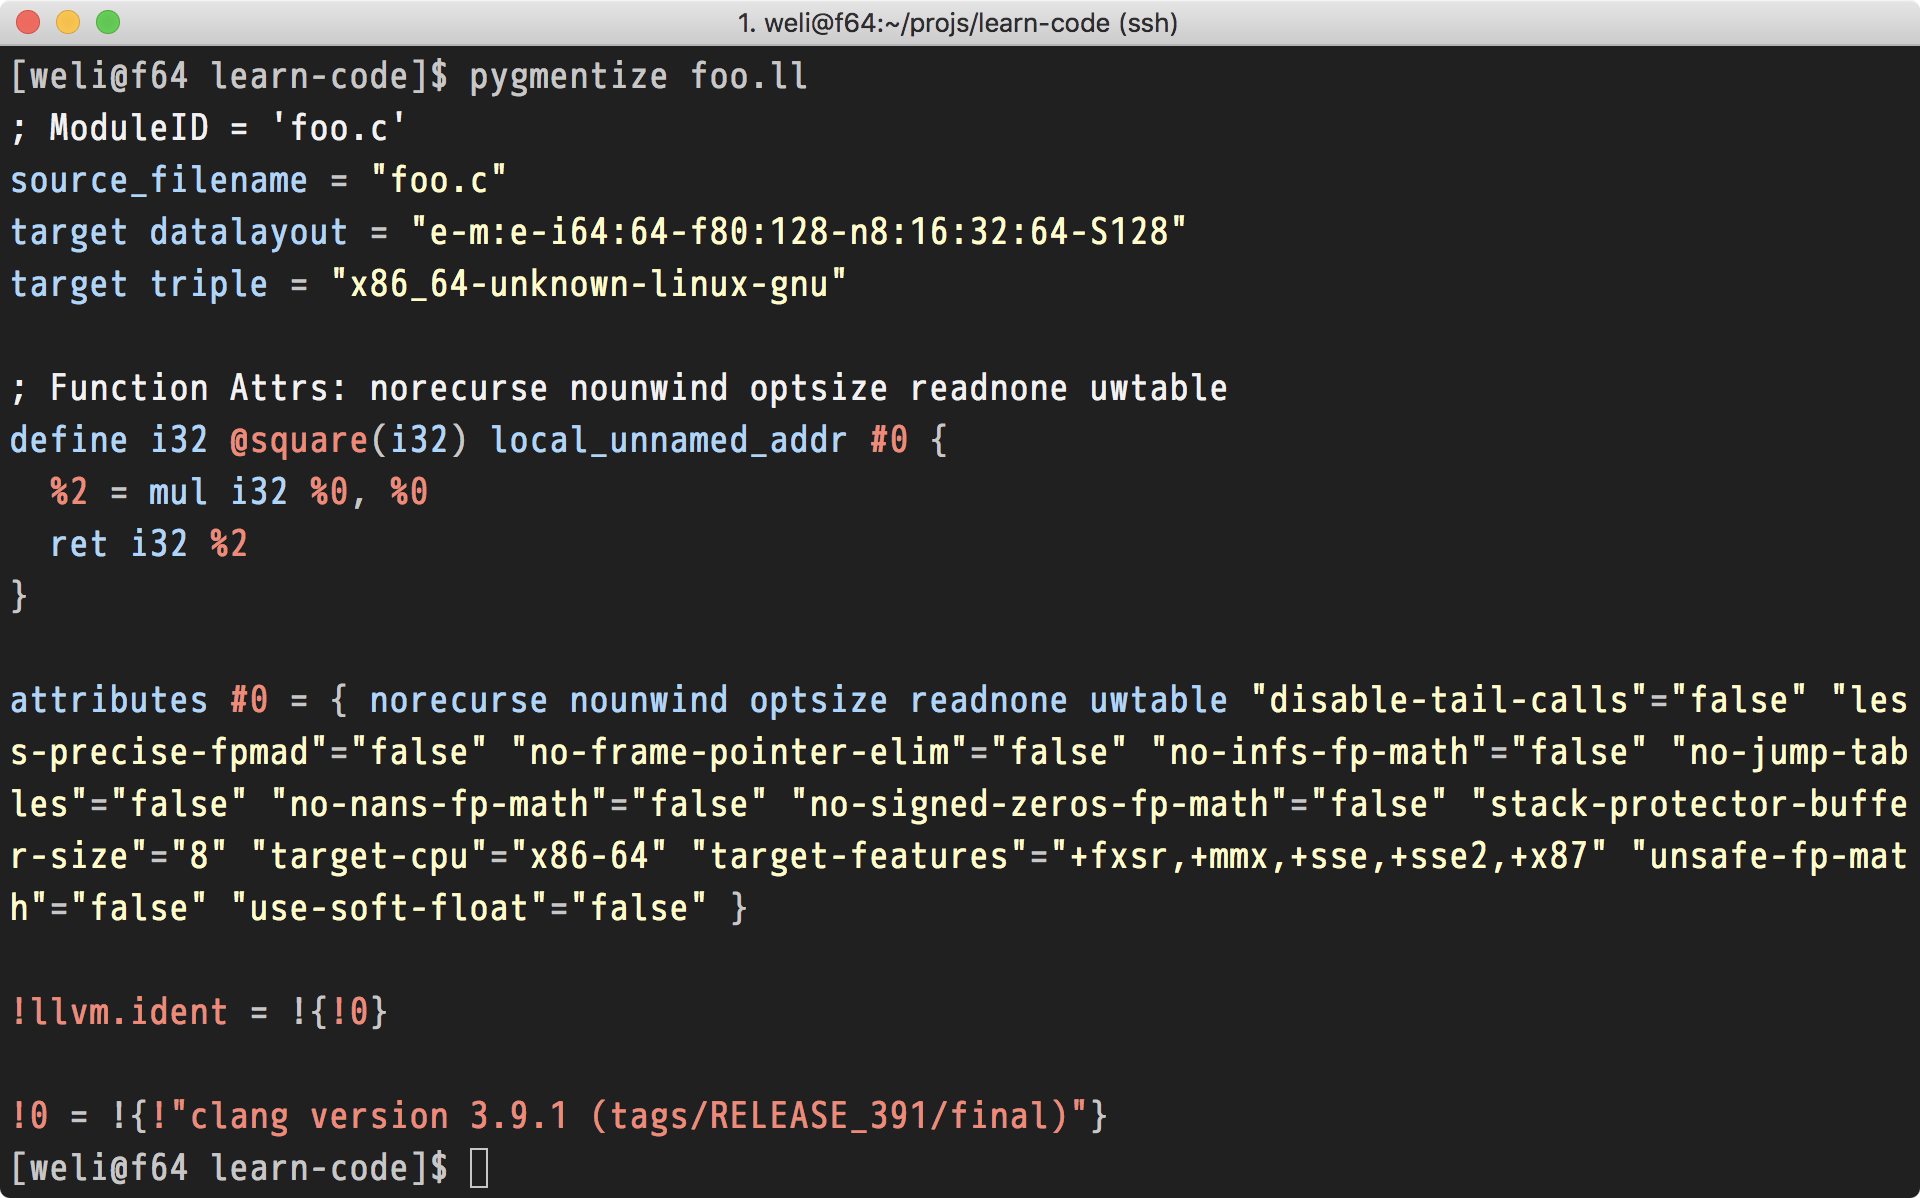 1. weli@f64:~/projs/learn-code (ssh)
[weli@f64 learn-code]$ pygmentize foo.ll
; ModuleID = 'foo.c'
source_filename = "foo.c"
target datalayout = "e-m:e-i64:64-f80:128-n8:16:32:64-S128"
target triple = "x86_64-unknown-linux-gnu"

; Function Attrs: norecurse nounwind optsize readnone uwtable
define i32 @square(i32) local_unnamed_addr #0 {
  %2 = mul i32 %0, %0
  ret i32 %2
}

attributes #0 = { norecurse nounwind optsize readnone uwtable "disable-tail-calls"="false" "les
s-precise-fpmad"="false" "no-frame-pointer-elim"="false" "no-infs-fp-math"="false" "no-jump-tab
les"="false" "no-nans-fp-math"="false" "no-signed-zeros-fp-math"="false" "stack-protector-buffe
r-size"="8" "target-cpu"="x86-64" "target-features"="+fxsr,+mmx,+sse,+sse2,+x87" "unsafe-fp-mat
h"="false" "use-soft-float"="false" }

!llvm.ident = !{!0}

!0 = !{!"clang version 3.9.1 (tags/RELEASE_391/final)"}
[weli@f64 learn-code]$